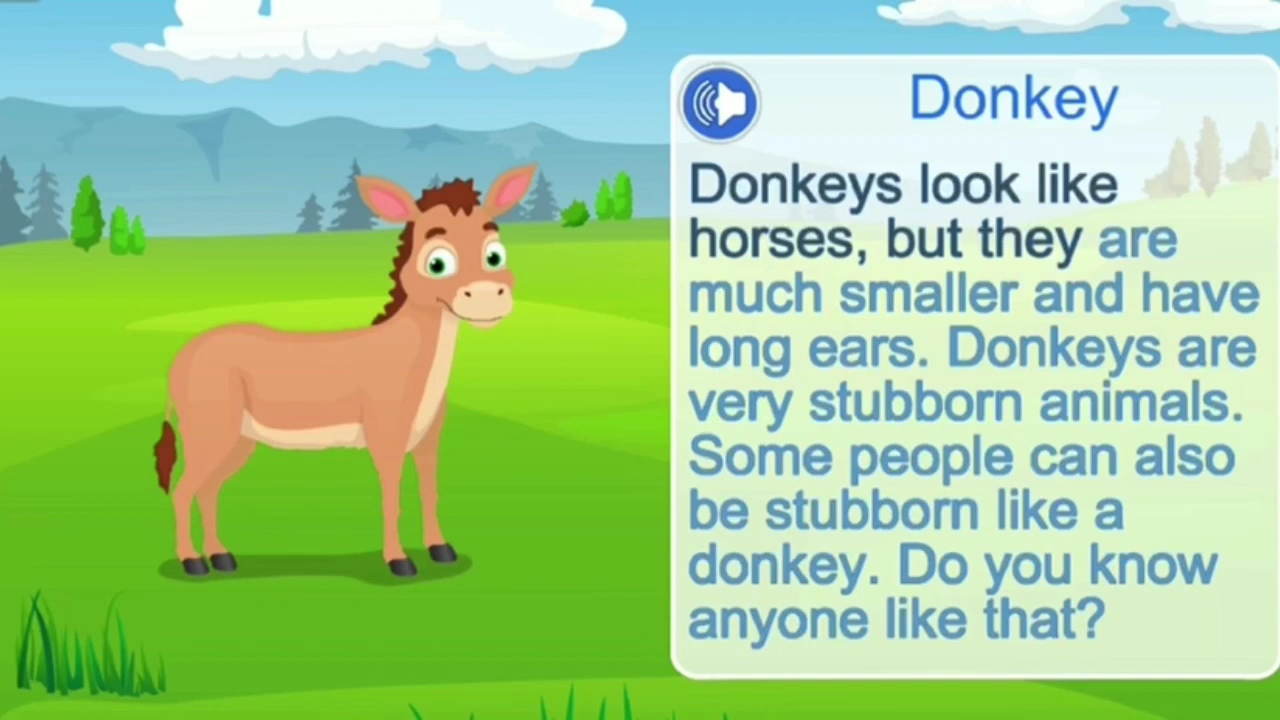 Donkey
Donkeys look like
horses, but they are
much smaller and have
long ears. Donkeys are
very stubborn animals.
Some people can also
be stubborn like a
donkey. Do you know
anyone like that?